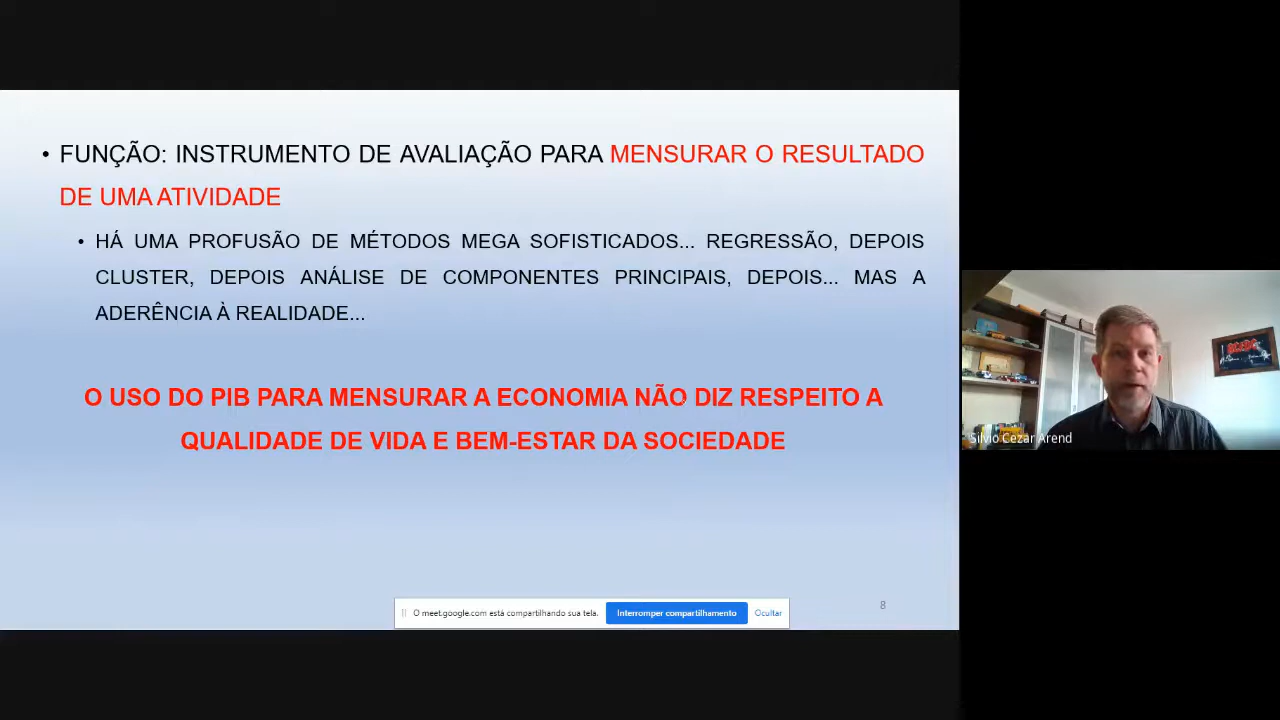 • FUNÇÃO: INSTRUMENTO DE AVALIAÇÃO PARA MENSURAR O RESULTADO
DE UMA ATIVIDADE
• HÁ UMA PROFUSÃO DE MÉTODOS MEGA SOFISTICADOS... REGRESSÃO, DEPOIS
CLUSTER, DEPOIS ANÁLISE DE COMPONENTES PRINCIPAIS, DEPOIS... MAS A
ADERÊNCIA À REALIDADE...
O USO DO PIB PARA MENSURAR A ECONOMIA NÃO DIZ RESPEITO A
QUALIDADE DE VIDA E BEM-ESTAR DA SOCIEDADE
8
O meet.google.com está compartilhando sua tela. Interromper compartilhamento Ocultar
AC/DC
Silvio Cezar Arend